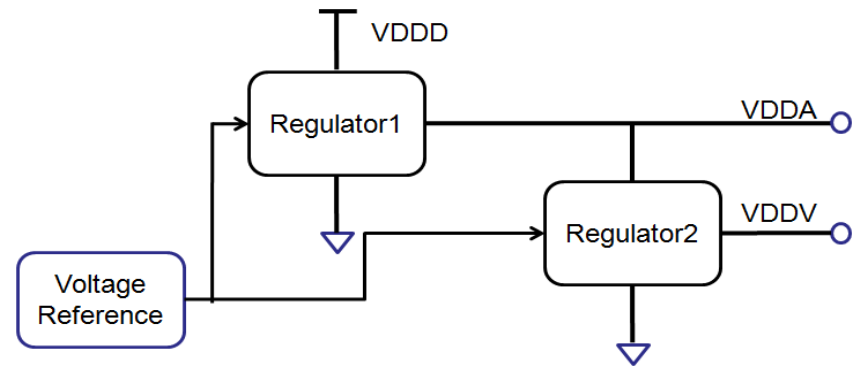 VDDD
Regulator1
VDDA
VDDV
Regulator2
Voltage
Reference